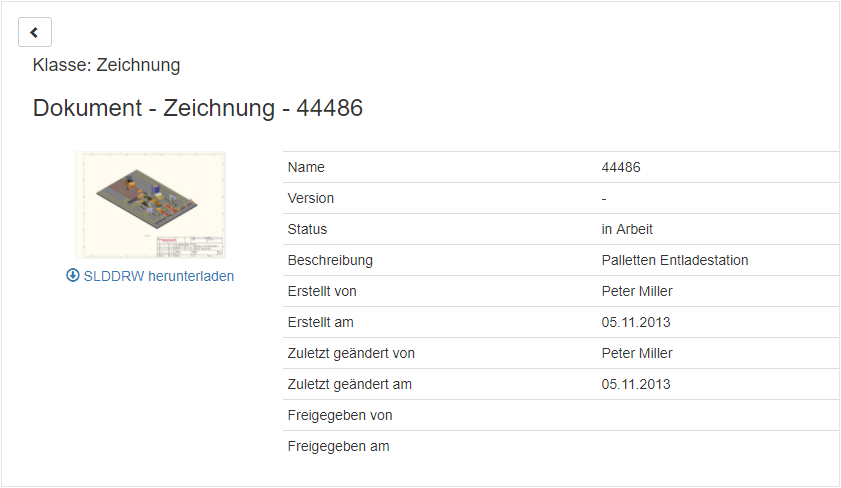 Klasse: Zeichnung
Dokument - Zeichnung - 44486
SLDDRW herunterladen
Name 44486
Version -
Status in Arbeit
Beschreibung Palletten Entladestation
Erstellt von Peter Miller
Erstellt am 05.11.2013
Zuletzt geändert von Peter Miller
Zuletzt geändert am 05.11.2013
Freigegeben von
Freigegeben am